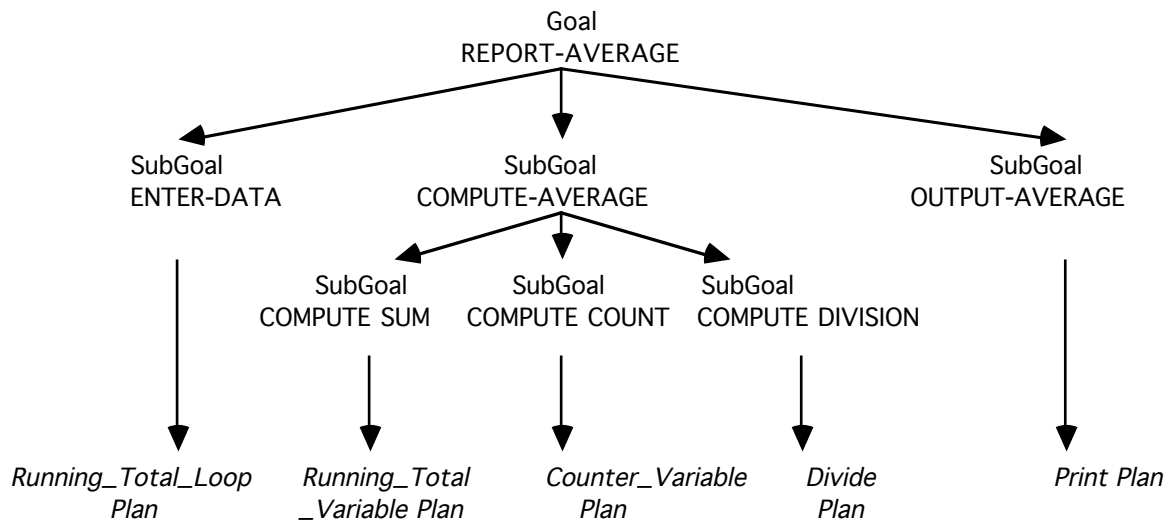 Goal
REPORT-AVERAGE
SubGoal
ENTER-DATA
SubGoal
COMPUTE-AVERAGE
SubGoal
OUTPUT-AVERAGE
SubGoal
COMPUTE SUM
SubGoal
COMPUTE COUNT
SubGoal
COMPUTE DIVISION
Running_Total_Loop
Plan
Running_Total
_Variable Plan
Counter_Variable
Plan
Divide
Plan
Print Plan